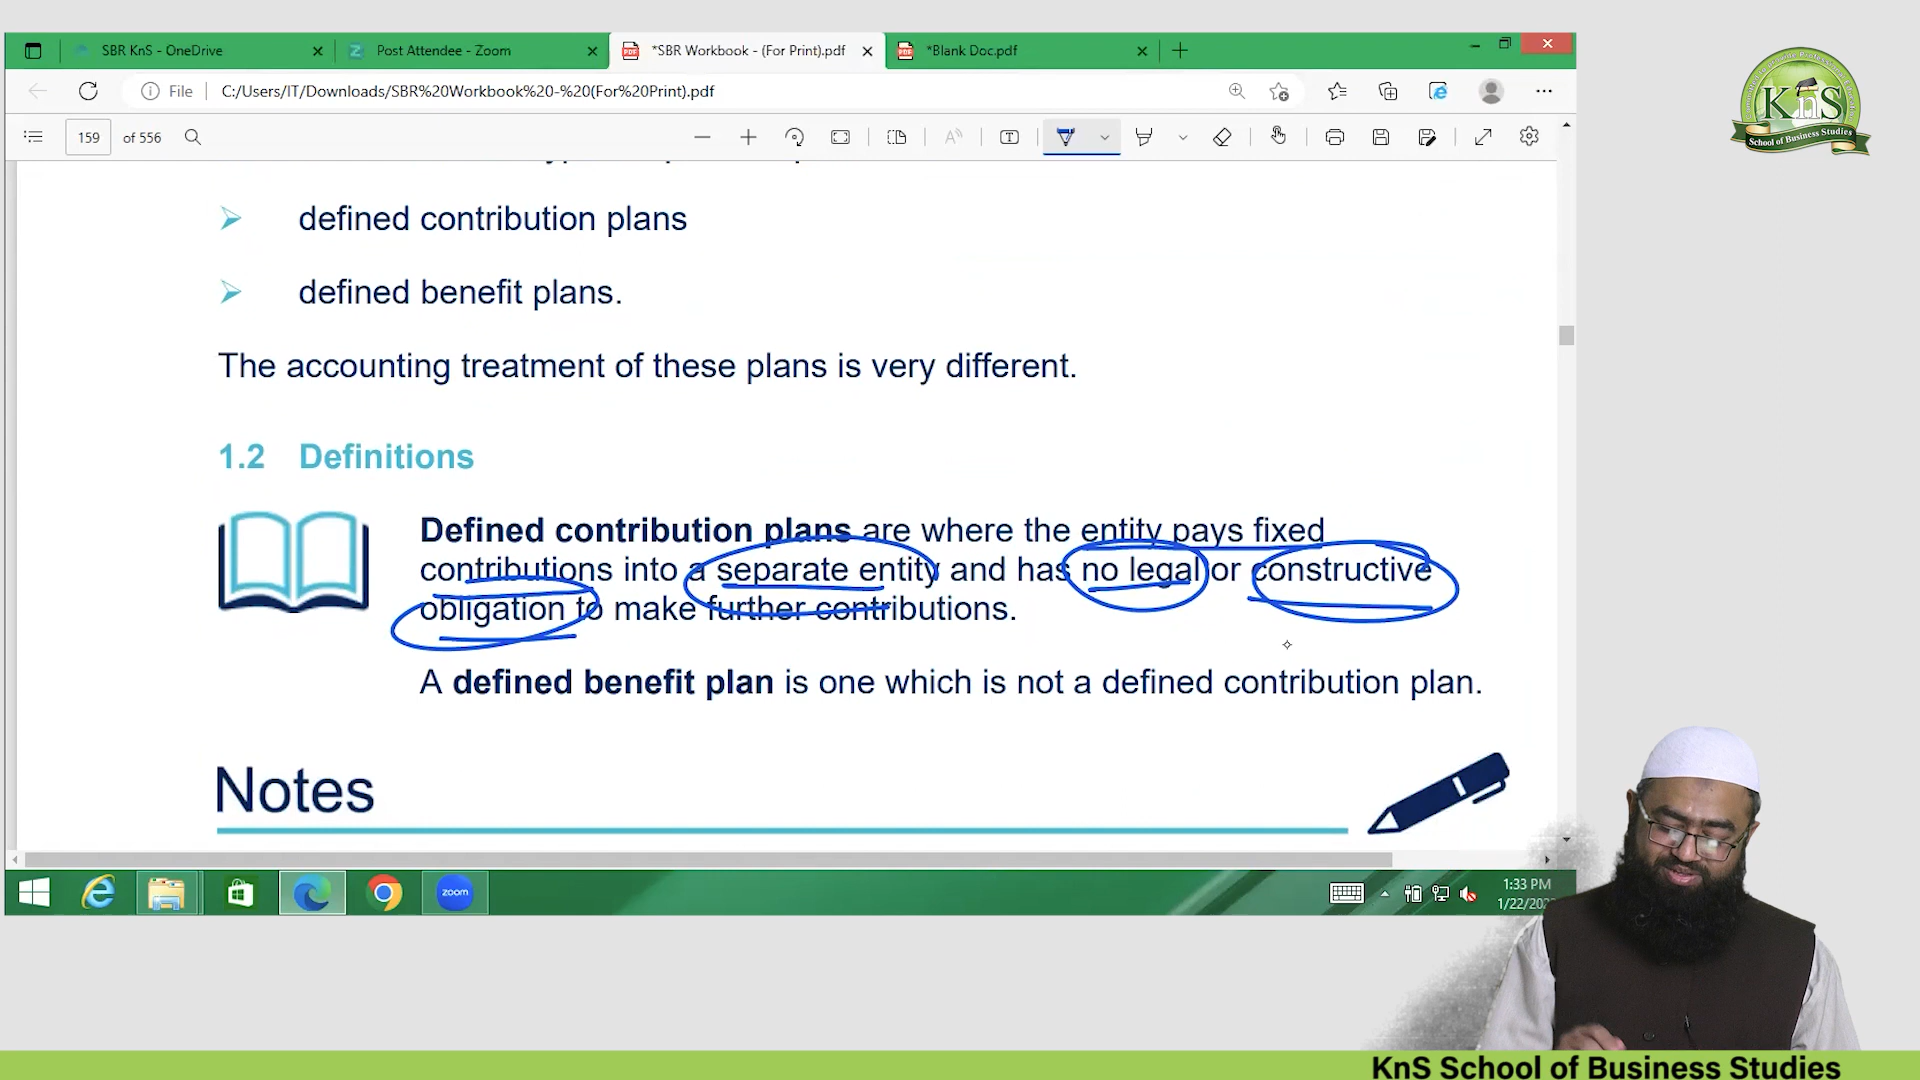 SBR KnS - OneDrive
Post Attendee - Zoom
*SBR Workbook - (For Print).pdf
*Blank Doc.pdf
File
C:/Users/IT/Downloads/SBR%20Workbook%20-%20(For%20Print).pdf
159 of 556
defined contribution plans
defined benefit plans.
The accounting treatment of these plans is very different.
1.2 Definitions
Defined contribution plans are where the entity pays fixed
contributions into a separate entity and has no legal or constructive
obligation to make further contributions.
A defined benefit plan is one which is not a defined contribution plan.
Notes
zoom
1:33 PM
KnS
School of Business Studies
KnS School of Business Studies